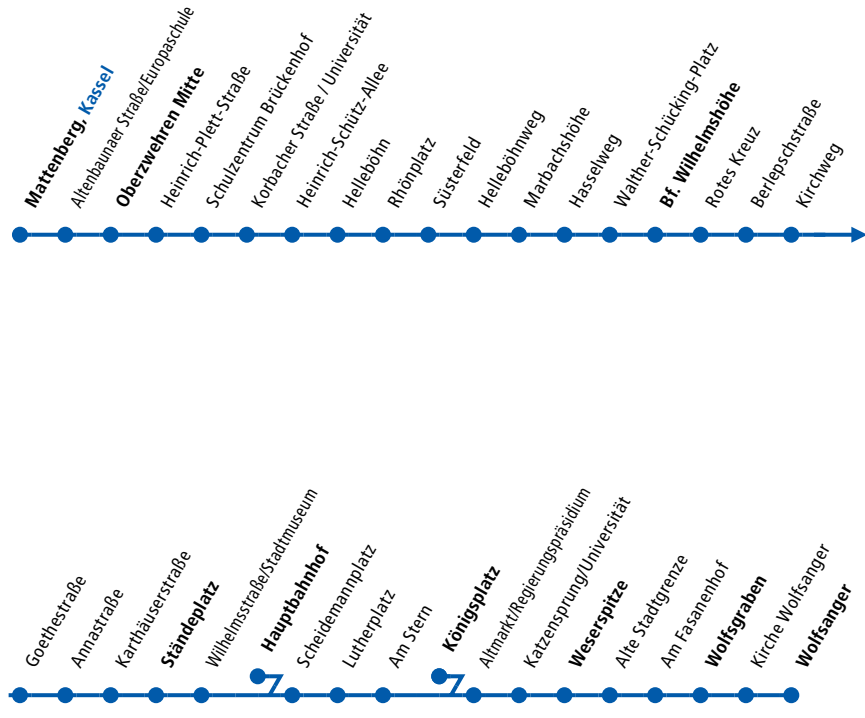 Mattenberg, Kassel
Altenbaunaer Straße/Europaschule
Oberzwehren Mitte
Heinrich-Plett-Straße
Schulzentrum Brückenhof
Korbacher Straße / Universität
Heinrich-Schütz-Allee
Helleböhn
Rhönplatz
Süsterfeld
Helleböhnweg
Marbachshöhe
Hasselweg
Walther-Schücking-Platz
Bf. Wilhelmshöhe
Rotes Kreuz
Berlepschstraße
Kirchweg
Goethestraße
Annastraße
Karthäuserstraße
Ständeplatz
Wilhelmsstraße/Stadtmuseum
Hauptbahnhof
Scheidemannplatz
Lutherplatz
Am Stern
Königsplatz
Altmarkt/Regierungspräsidium
Katzensprung/Universität
Weserspitze
Alte Stadtgrenze
Am Fasanenhof
Wolfsgraben
Kirche Wolfsanger
Wolfsanger